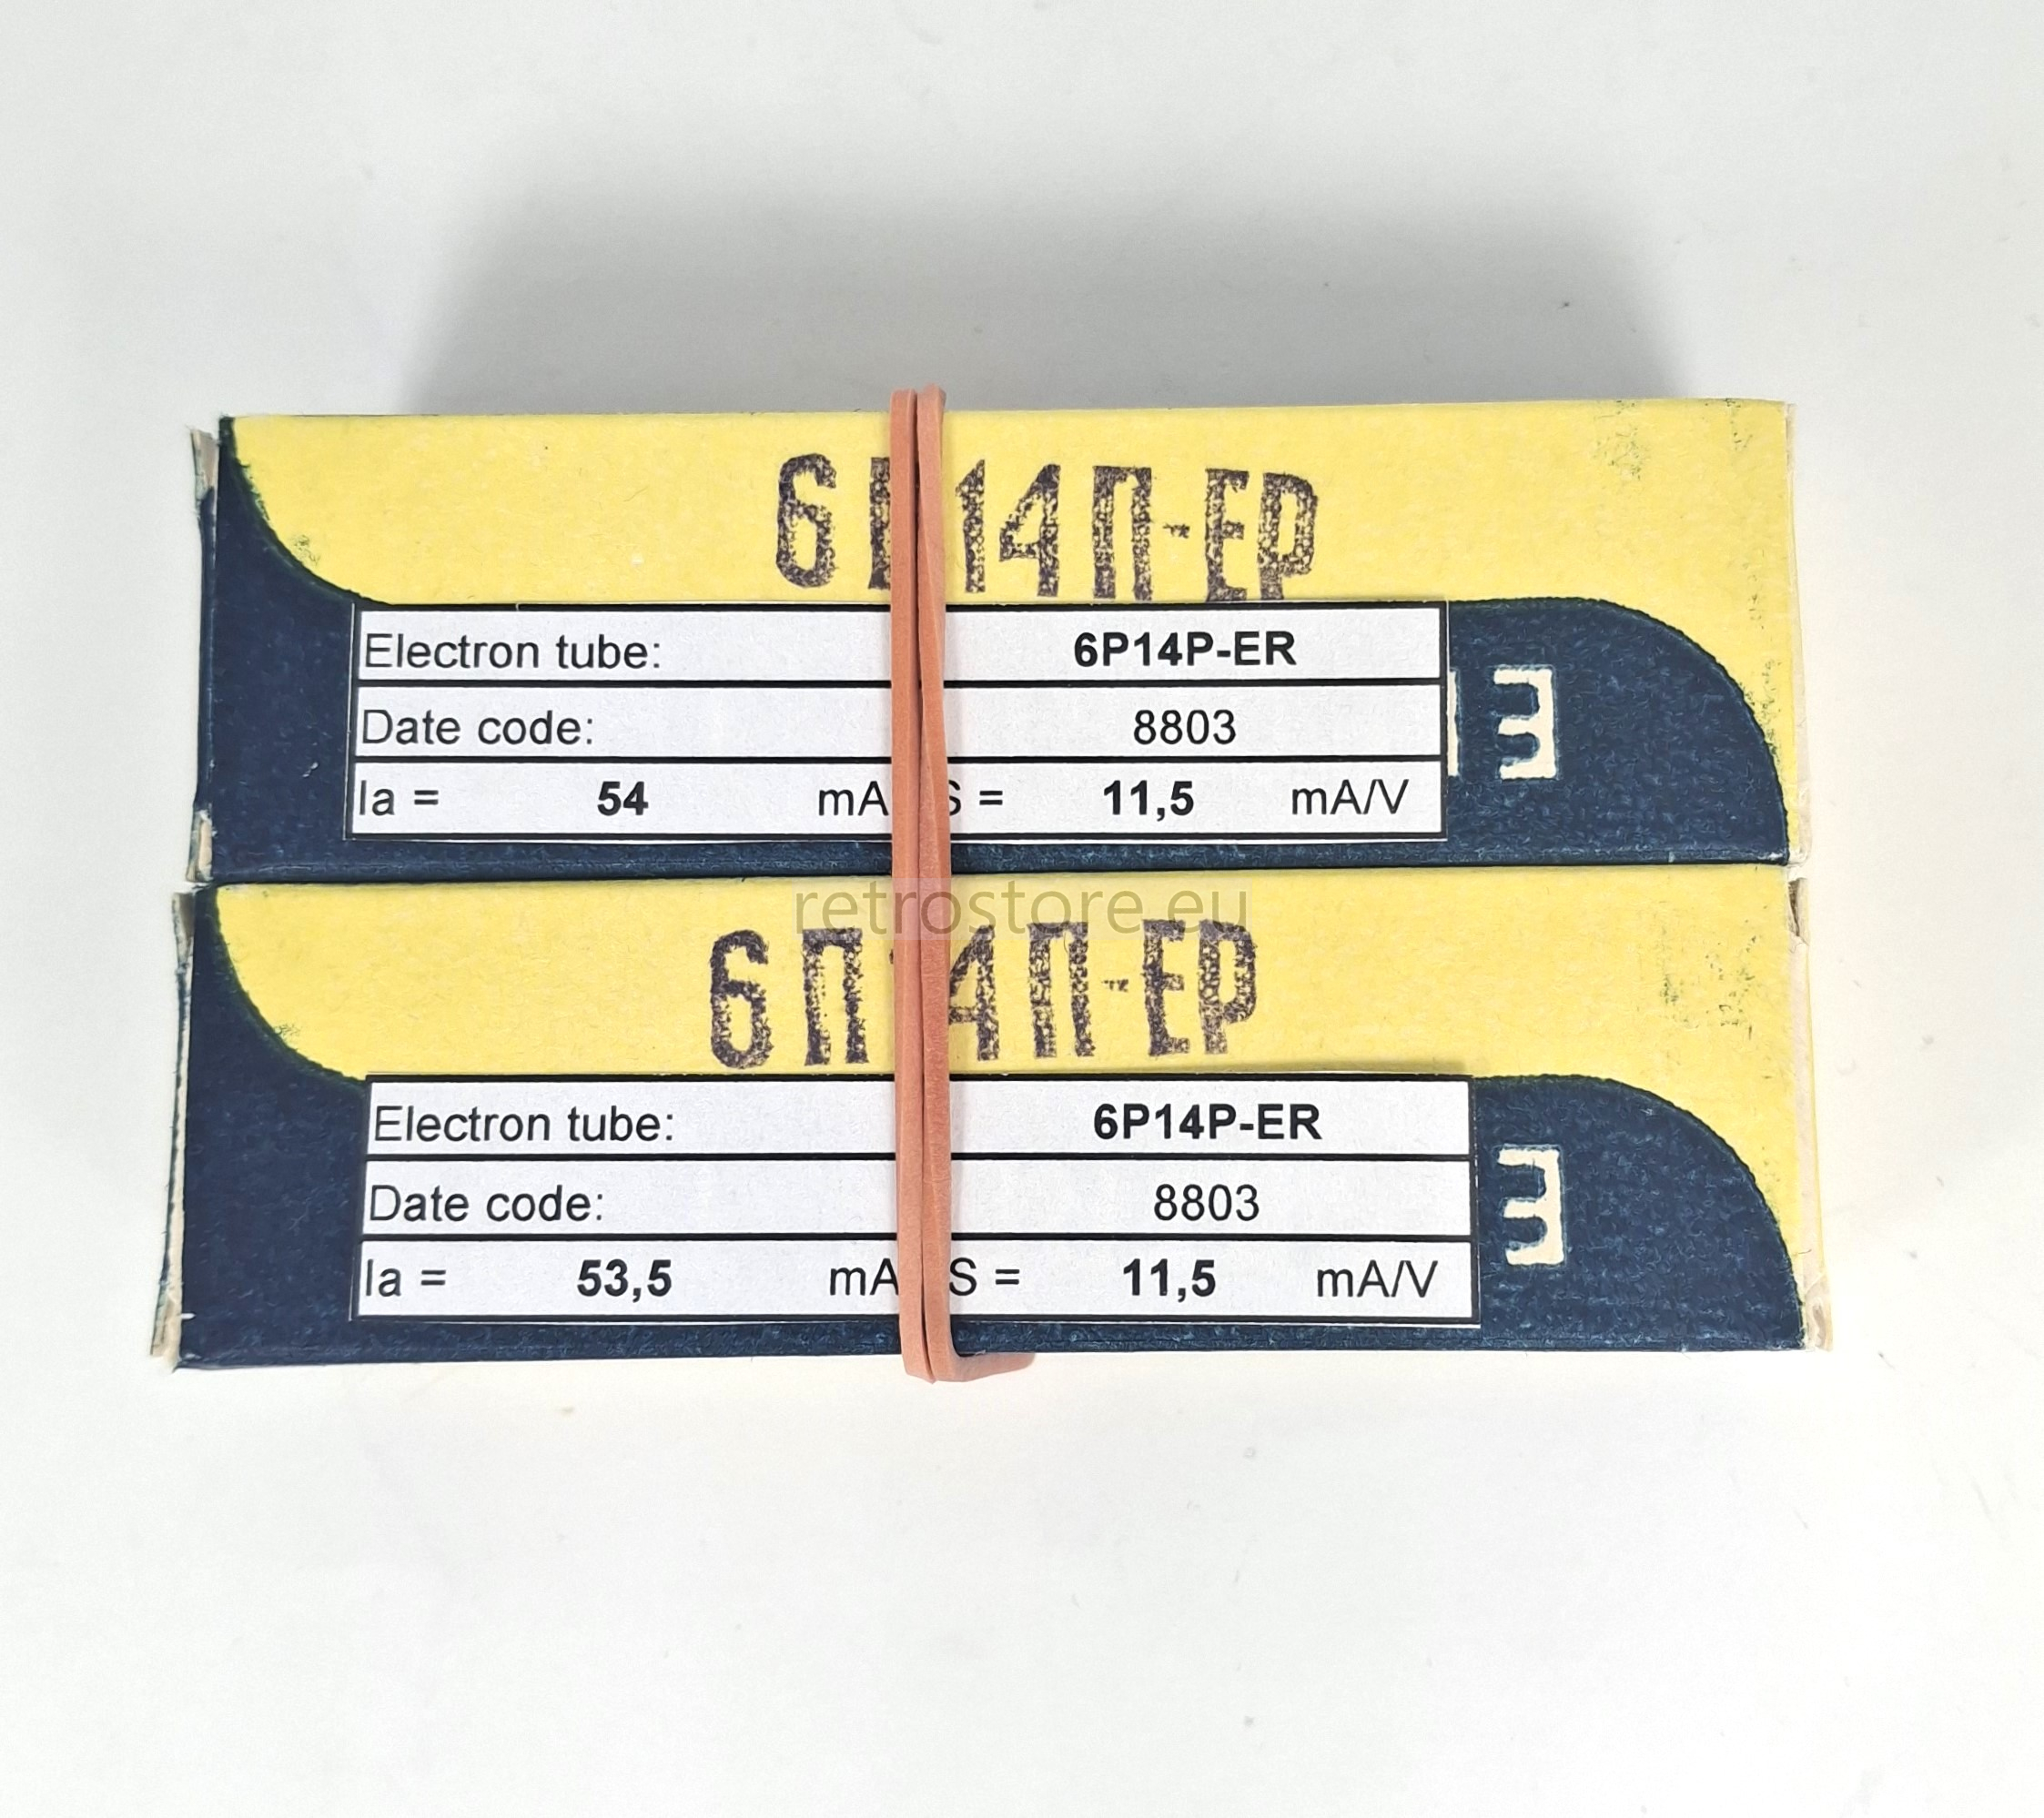 6П14П-ЕР
Electron tube: 6P14P-ER
Date code: 8803
Ia = 54 mA S = 11,5 mA/V
retrostore.eu
6П14П-ЕР
Electron tube: 6P14P-ER
Date code: 8803
Ia = 53,5 mA S = 11,5 mA/V